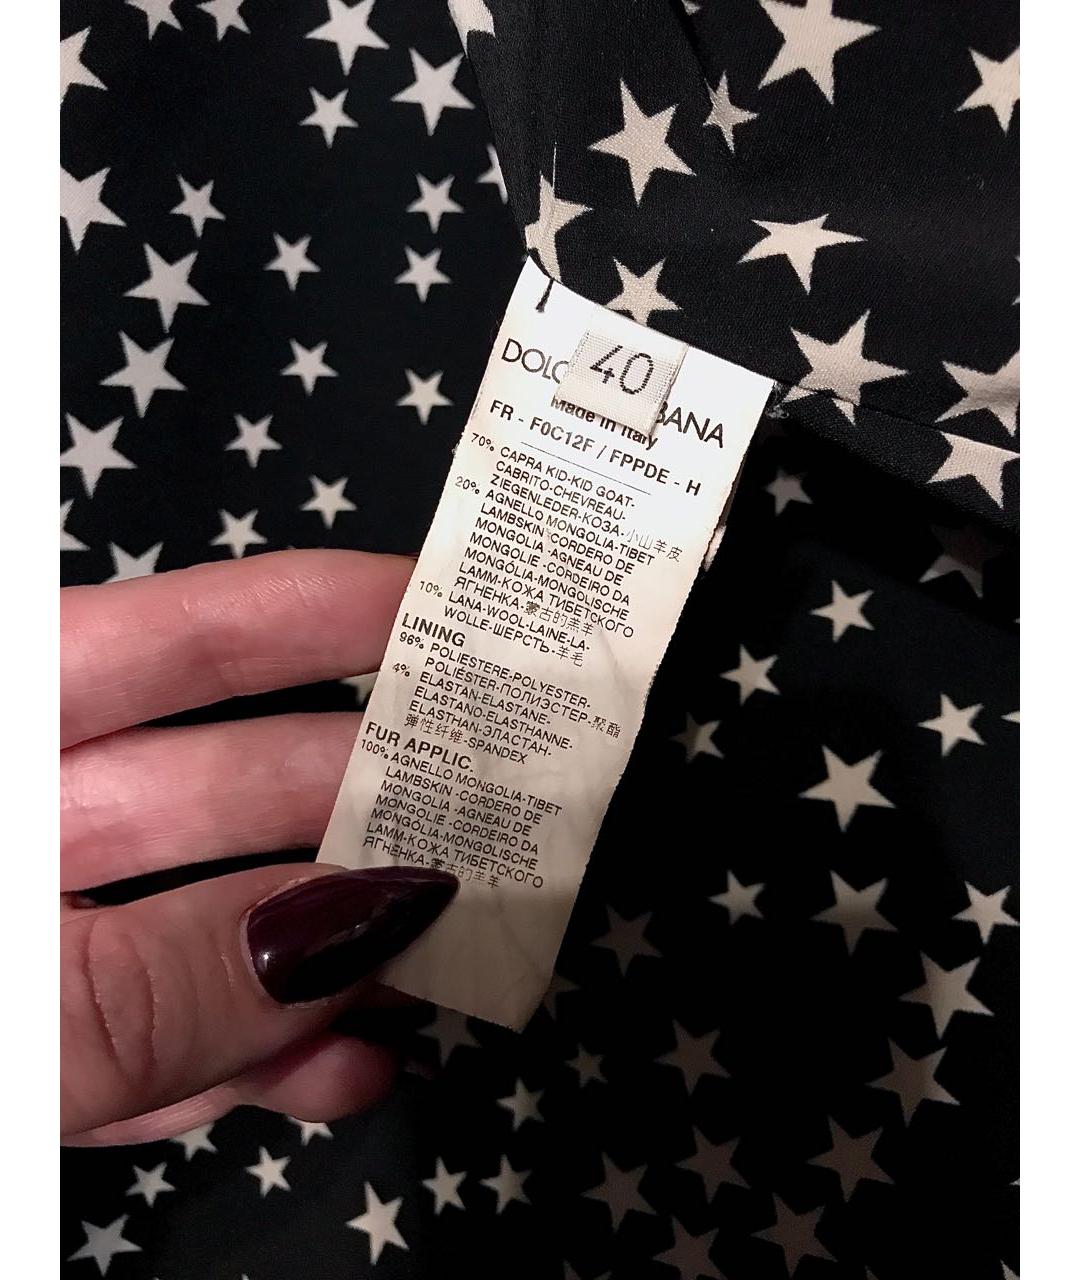 40
DOLC BANA
Made in Italy
FR - F0C12F / FPPDE - H
70% CAPRA KID-KID GOAT-
CABRITO-CHEVREAU-
ZIEGENLEDER-КОЗА-小山羊皮
20% AGNELLO MONGOLIA-TIBET
LAMBSKIN-CORDERO DE
MONGOLIA -AGNEAU DE
MONGOLIE -CORDEIRO DA
MONGÓLIA-MONGOLISCHE
LAMM-КОЖА ТИБЕТСКОГО
ЯГНЕНКА-蒙古的羔羊
10% LANA-WOOL-LAINE-LA-
WOLLE-ШЕРСТЬ-羊毛
LINING
96% POLIESTERE-POLYESTER-
POLIÉSTER-ПОЛИЭСТЕР-聚酯
4% ELASTAN-ELASTANE-
ELASTANO-ELASTHANNE-
ELASTHAN-ЭЛАСТАН-
弹性纤维-SPANDEX
FUR APPLIC.
100% AGNELLO MONGOLIA-TIBET
LAMBSKIN -CORDERO DE
MONGOLIA -AGNEAU DE
MONGOLIE -CORDEIRO DA
MONGÓLIA-MONGOLISCHE
LAMM-КОЖА ТИБЕТСКОГО
ЯГНЕНКА-蒙古的羔羊